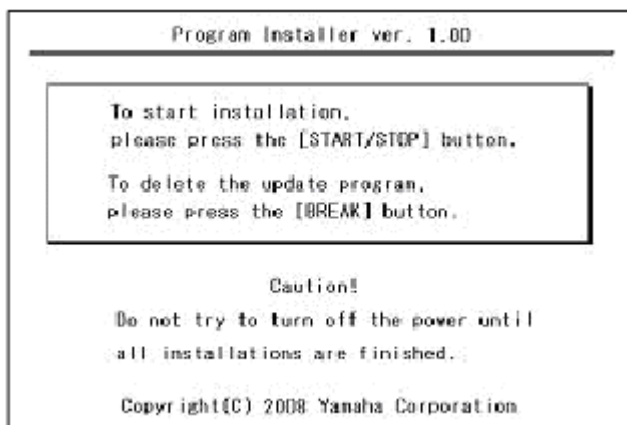 Program Installer ver. 1.00
To start installation,
please press the [START/STOP] button.
To delete the update program,
please press the [BREAK] button.
Caution!
Do not try to turn off the power until
all installations are finished.
Copyright(C) 2008 Yamaha Corporation